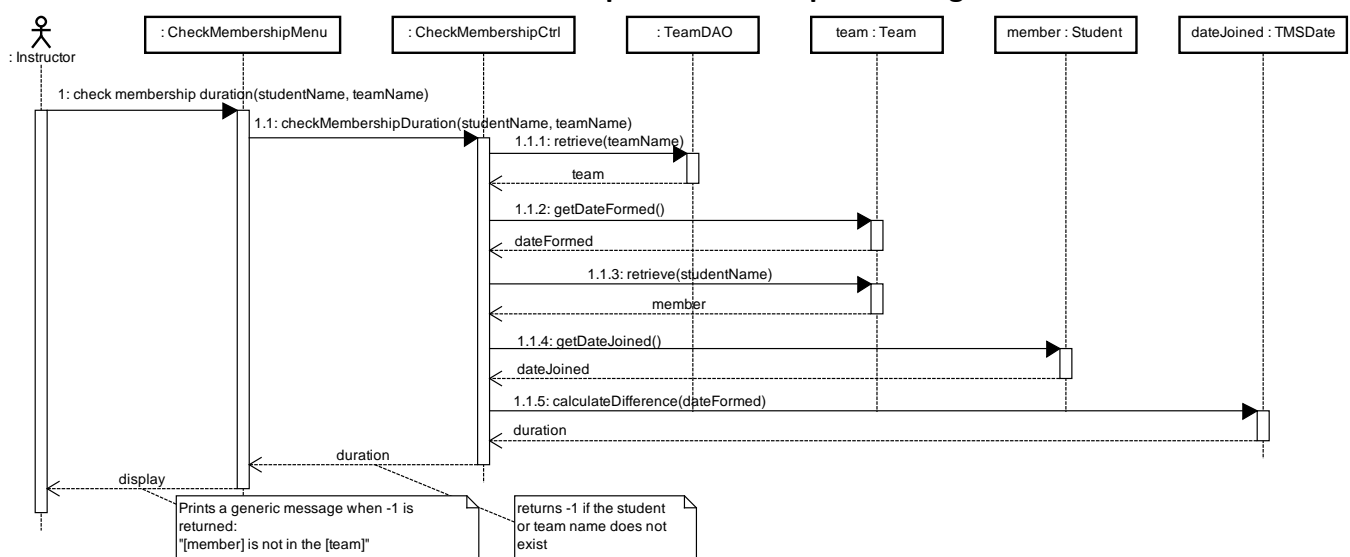 : Instructor
: CheckMembershipMenu
: CheckMembershipCtrl
: TeamDAO
team : Team
member : Student
dateJoined : TMSDate
1: check membership duration(studentName, teamName)
1.1: checkMembershipDuration(studentName, teamName)
1.1.1: retrieve(teamName)
team
1.1.2: getDateFormed()
dateFormed
1.1.3: retrieve(studentName)
member
1.1.4: getDateJoined()
dateJoined
1.1.5: calculateDifference(dateFormed)
duration
duration
display
Prints a generic message when -1 is
returned:
"[member] is not in the [team]"
returns -1 if the student
or team name does not
exist